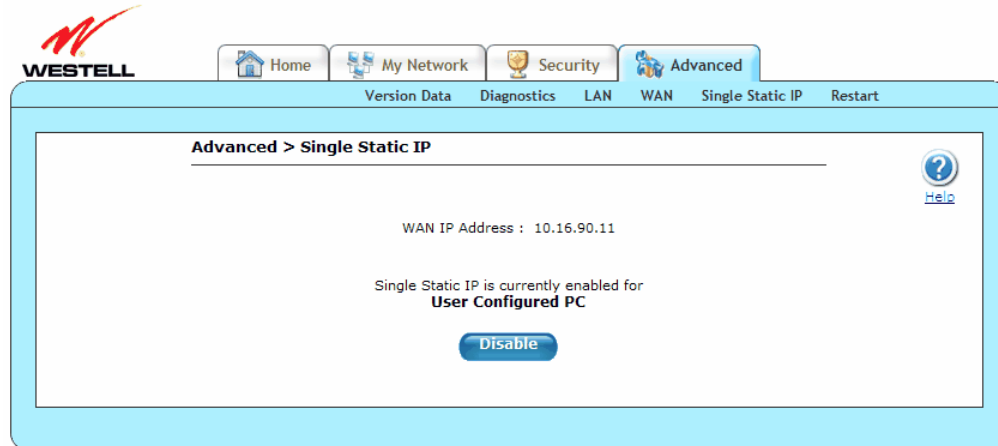 WESTELL
Home My Network Security Advanced
Version Data Diagnostics LAN WAN Single Static IP Restart
Advanced > Single Static IP
Help
WAN IP Address : 10.16.90.11
Single Static IP is currently enabled for
User Configured PC
Disable